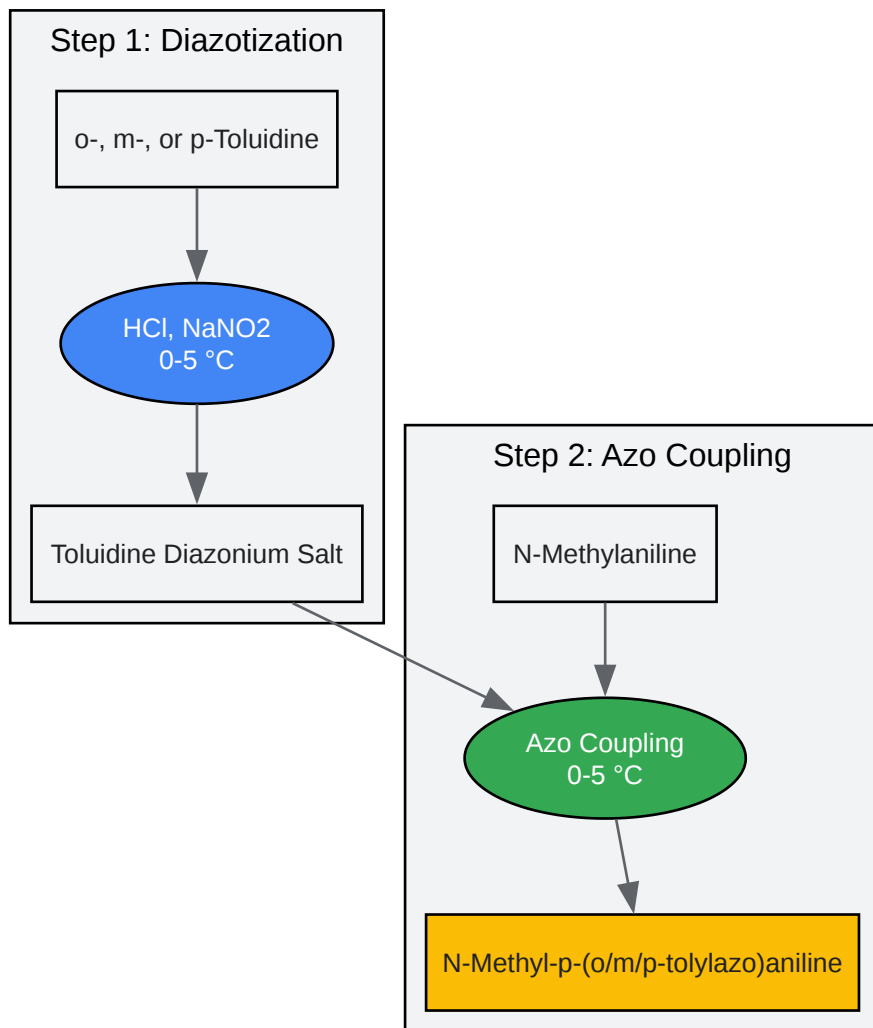 Step 1: Diazotization
o-, m-, or p-Toluidine
HCl, NaNO2
0-5 °C
Toluidine Diazonium Salt
Step 2: Azo Coupling
N-Methylaniline
Azo Coupling
0-5 °C
N-Methyl-p-(o/m/p-tolylazo)aniline